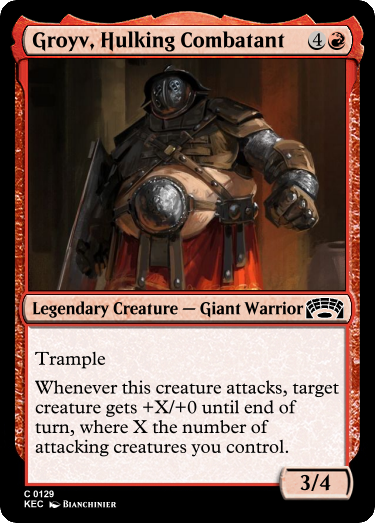 Groyv, Hulking Combatant 4
Legendary Creature — Giant Warrior
Trample
Whenever this creature attacks, target
creature gets +X/+0 until end of
turn, where X the number of
attacking creatures you control.
3/4
C 0129
KEC Bianchinier